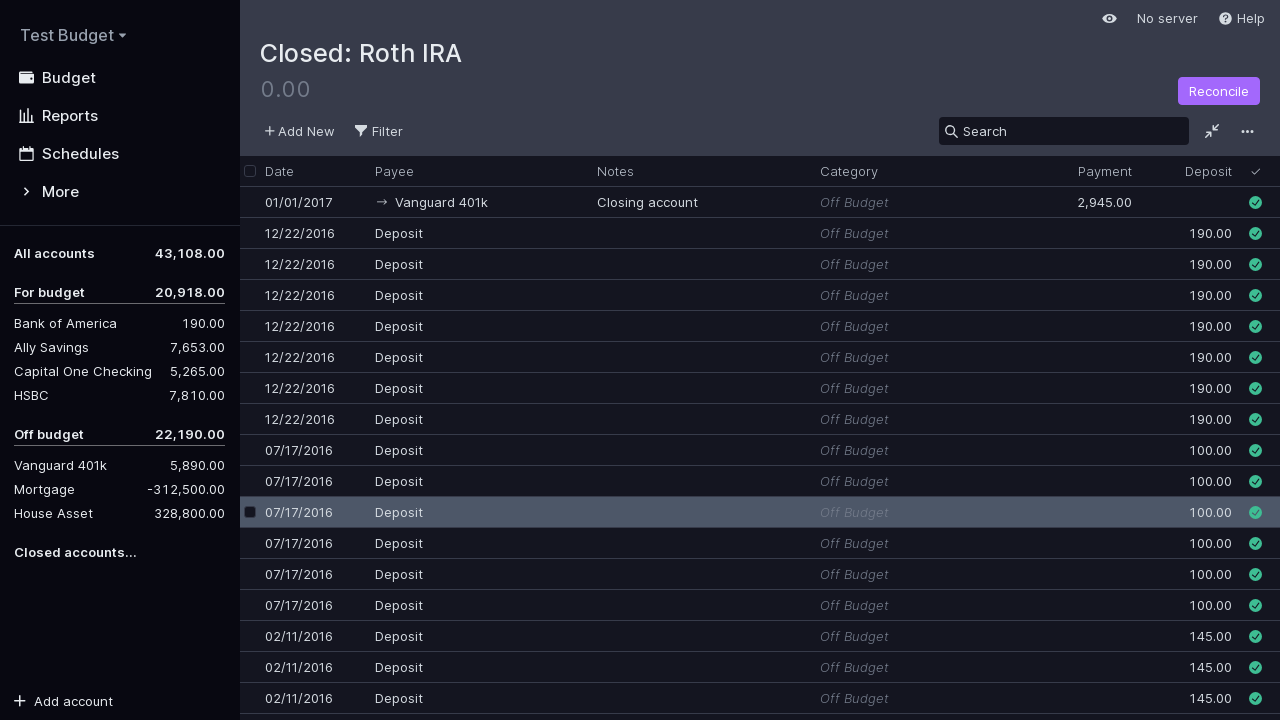 Test Budget
Budget
Reports
Schedules
More
All accounts 43,108.00
For budget 20,918.00
Bank of America 190.00
Ally Savings 7,653.00
Capital One Checking 5,265.00
HSBC 7,810.00
Off budget 22,190.00
Vanguard 401k 5,890.00
Mortgage -312,500.00
House Asset 328,800.00
Closed accounts...
Add account
No server Help
Closed: Roth IRA
0.00
Reconcile
Add New Filter Search
Date Payee Notes Category Payment Deposit
01/01/2017 → Vanguard 401k Closing account Off Budget 2,945.00
12/22/2016 Deposit Off Budget 190.00
12/22/2016 Deposit Off Budget 190.00
12/22/2016 Deposit Off Budget 190.00
12/22/2016 Deposit Off Budget 190.00
12/22/2016 Deposit Off Budget 190.00
12/22/2016 Deposit Off Budget 190.00
12/22/2016 Deposit Off Budget 190.00
07/17/2016 Deposit Off Budget 100.00
07/17/2016 Deposit Off Budget 100.00
07/17/2016 Deposit Off Budget 100.00
07/17/2016 Deposit Off Budget 100.00
07/17/2016 Deposit Off Budget 100.00
07/17/2016 Deposit Off Budget 100.00
02/11/2016 Deposit Off Budget 145.00
02/11/2016 Deposit Off Budget 145.00
02/11/2016 Deposit Off Budget 145.00